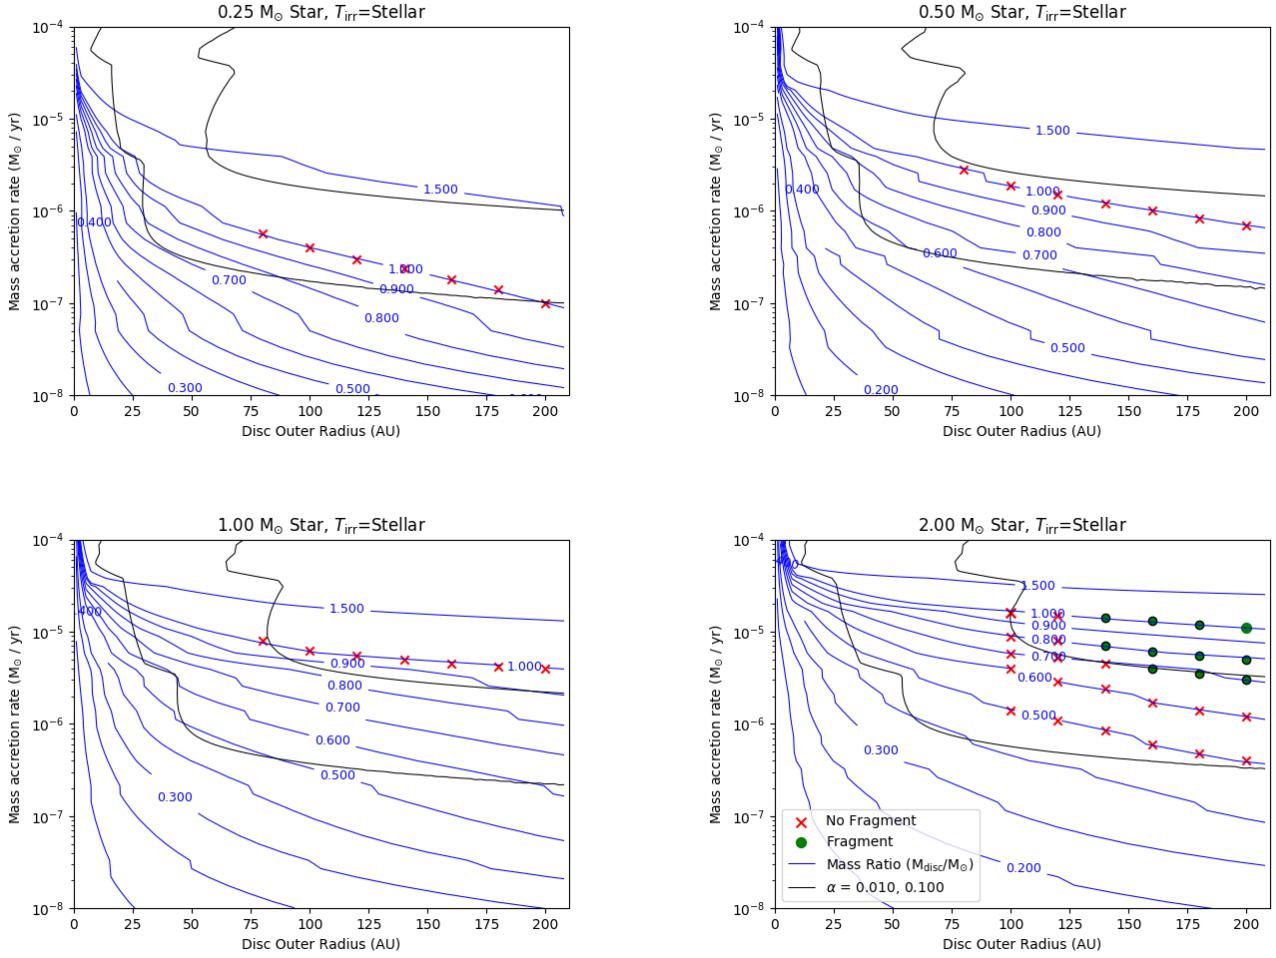 0.25 M☉ Star, Tirr=Stellar
Mass accretion rate (M☉ / yr)
10⁻⁴
10⁻⁵
10⁻⁶
10⁻⁷
10⁻⁸
1.500
0.400
1.000
0.700
0.900
0.800
0.300
0.500
0 25 50 75 100 125 150 175 200
Disc Outer Radius (AU)
0.50 M☉ Star, Tirr=Stellar
Mass accretion rate (M☉ / yr)
10⁻⁴
10⁻⁵
10⁻⁶
10⁻⁷
10⁻⁸
1.500
0.400
1.000
0.900
0.800
0.600
0.700
0.500
0.200
0 25 50 75 100 125 150 175 200
Disc Outer Radius (AU)
1.00 M☉ Star, Tirr=Stellar
Mass accretion rate (M☉ / yr)
10⁻⁴
10⁻⁵
10⁻⁶
10⁻⁷
10⁻⁸
1.500
.400
0.900
1.000
0.800
0.700
0.600
0.500
0.300
0 25 50 75 100 125 150 175 200
Disc Outer Radius (AU)
2.00 M☉ Star, Tirr=Stellar
Mass accretion rate (M☉ / yr)
10⁻⁴
10⁻⁵
10⁻⁶
10⁻⁷
10⁻⁸
1.500
1.000
0.900
0.800
0.700
0.600
0.500
0.300
0.200
No Fragment
Fragment
Mass Ratio (Mdisc/M☉)
α = 0.010, 0.100
0 25 50 75 100 125 150 175 200
Disc Outer Radius (AU)